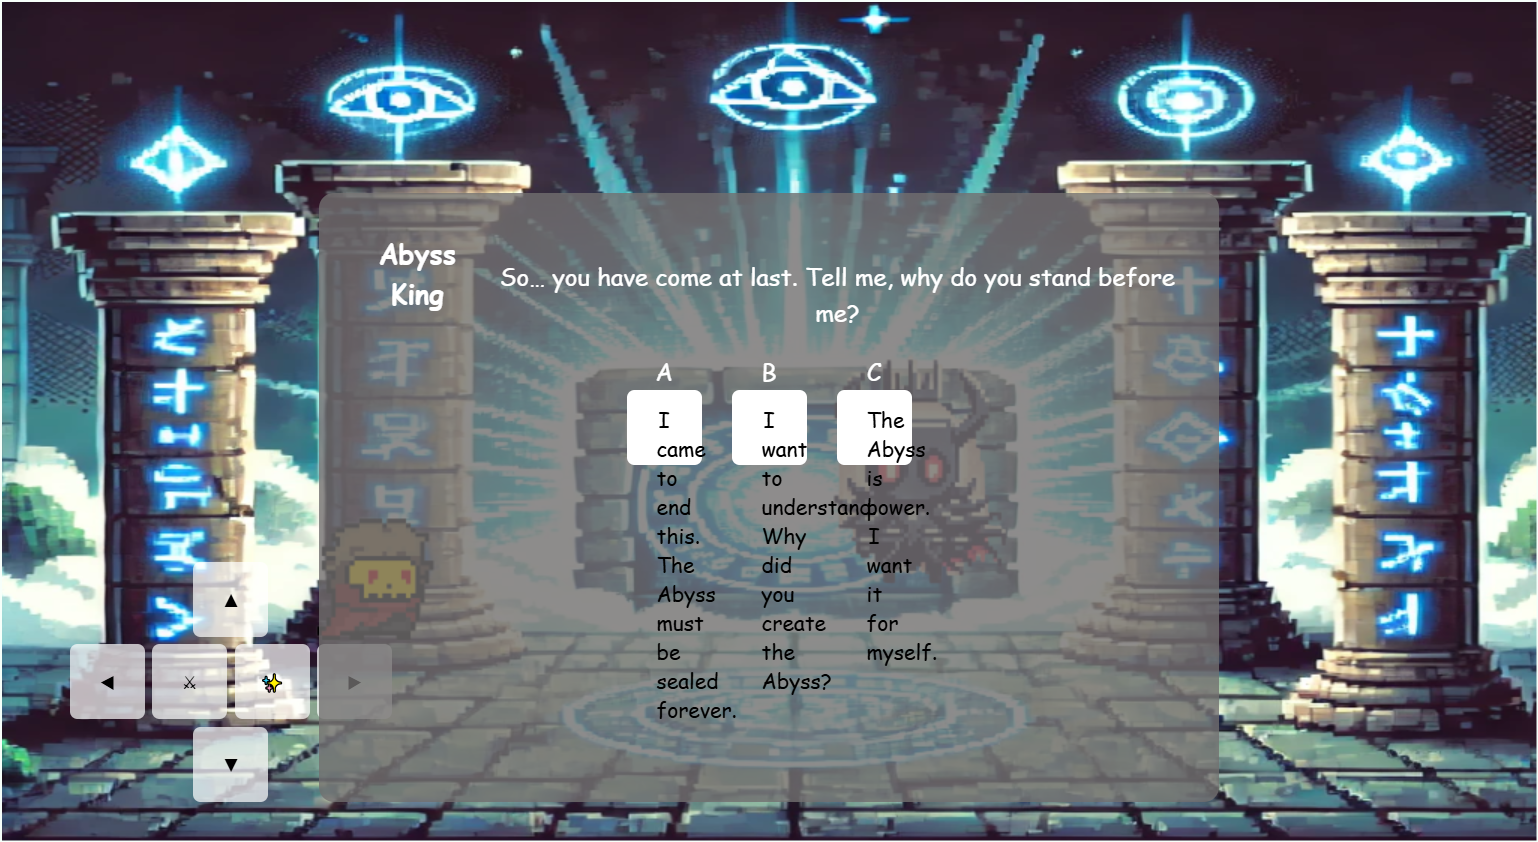 Abyss
King
So... you have come at last. Tell me, why do you stand before
me?
A
I
came
to
end
this.
The
Abyss
must
be
sealed
forever.
B
I
want
to
understand
Why
did
you
create
the
Abyss?
C
The
Abyss
is
power.
I
want
it
for
myself.